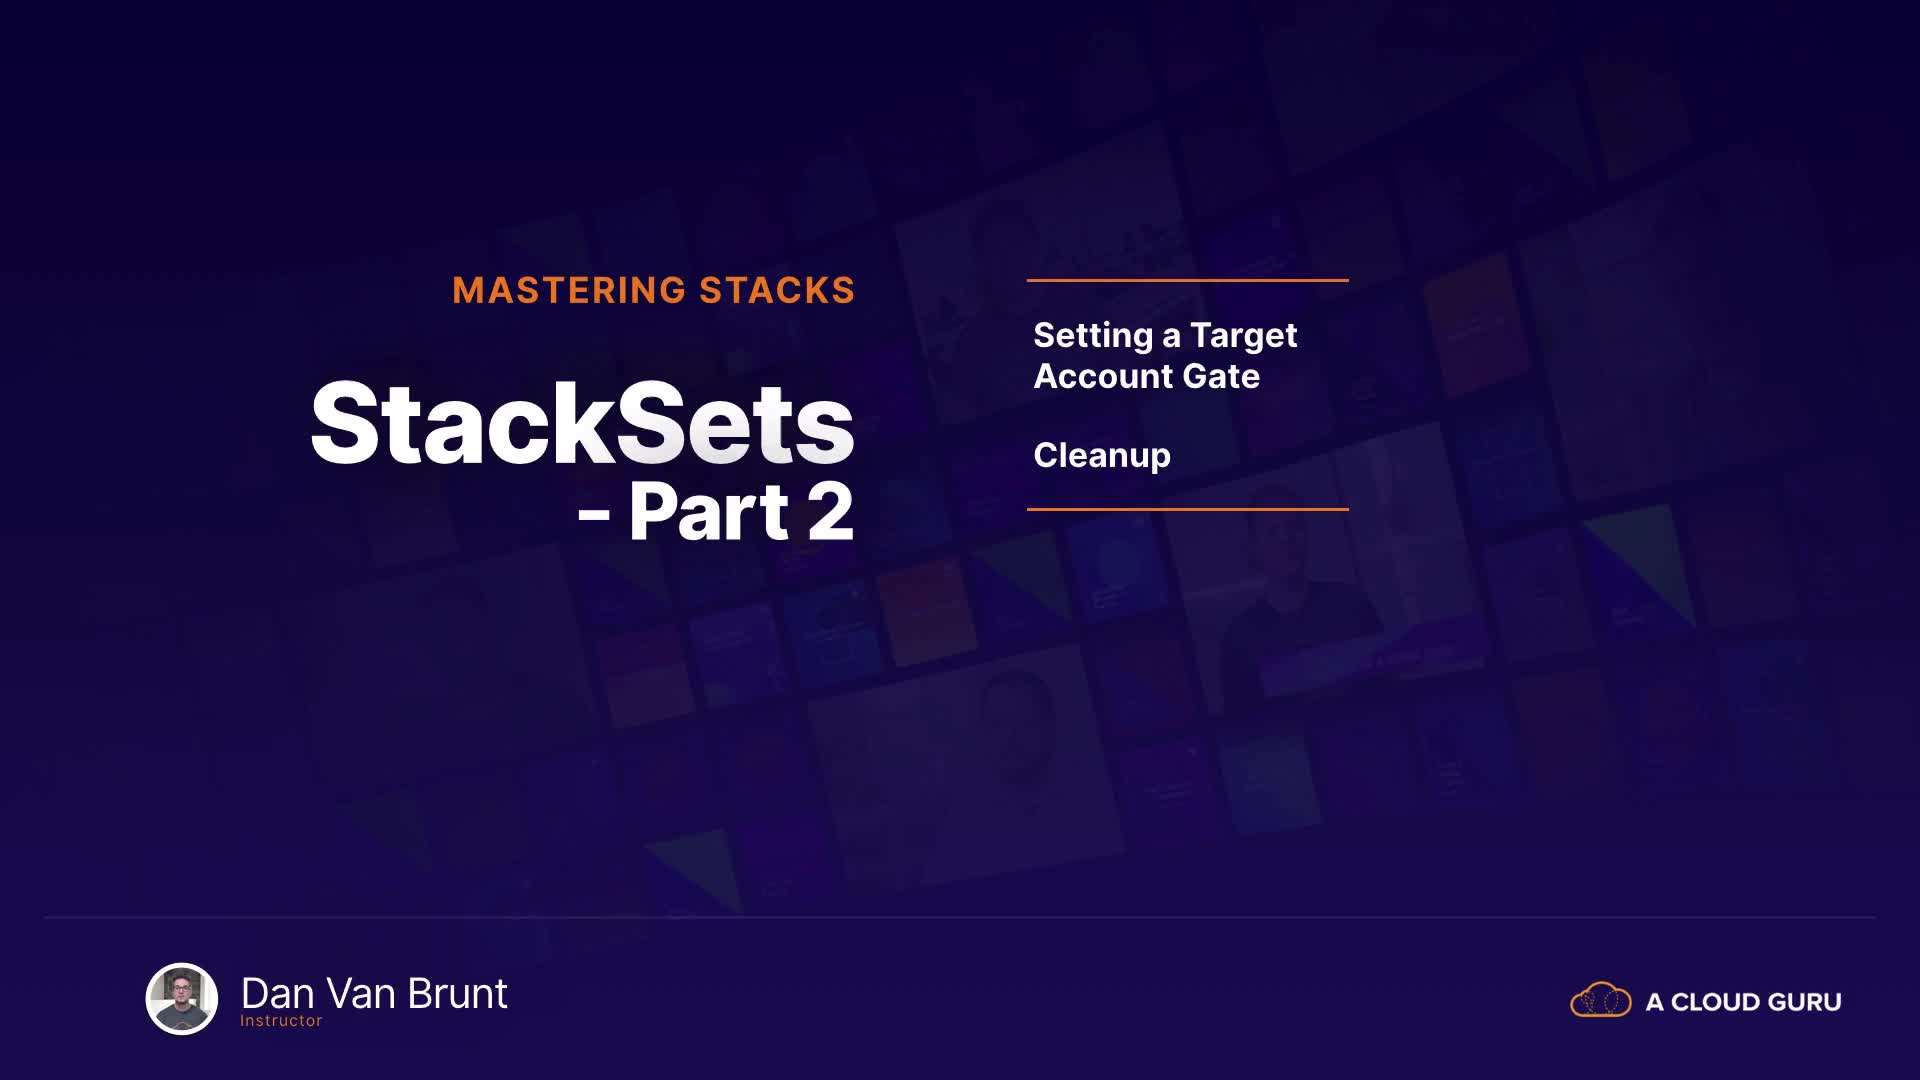 MASTERING STACKS
StackSets
- Part 2
Setting a Target
Account Gate
Cleanup
Dan Van Brunt
Instructor
A CLOUD GURU